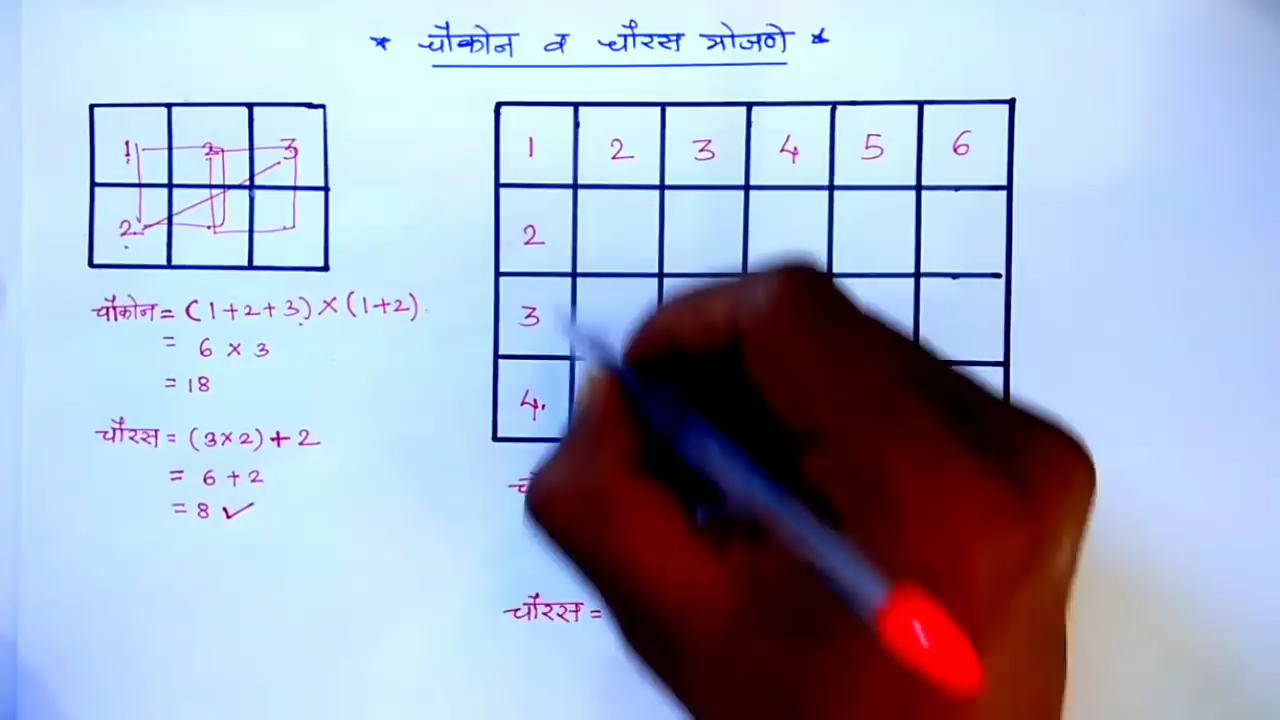 * चौकोन व चौरस मोजणे *
1 2 3
2
चौकोन = (1+2+3) × (1+2)
= 6 × 3
= 18
चौरस = (3×2) + 2
= 6 + 2
= 8 ✓
1 2 3 4 5 6
2
3
4.
चौरस =